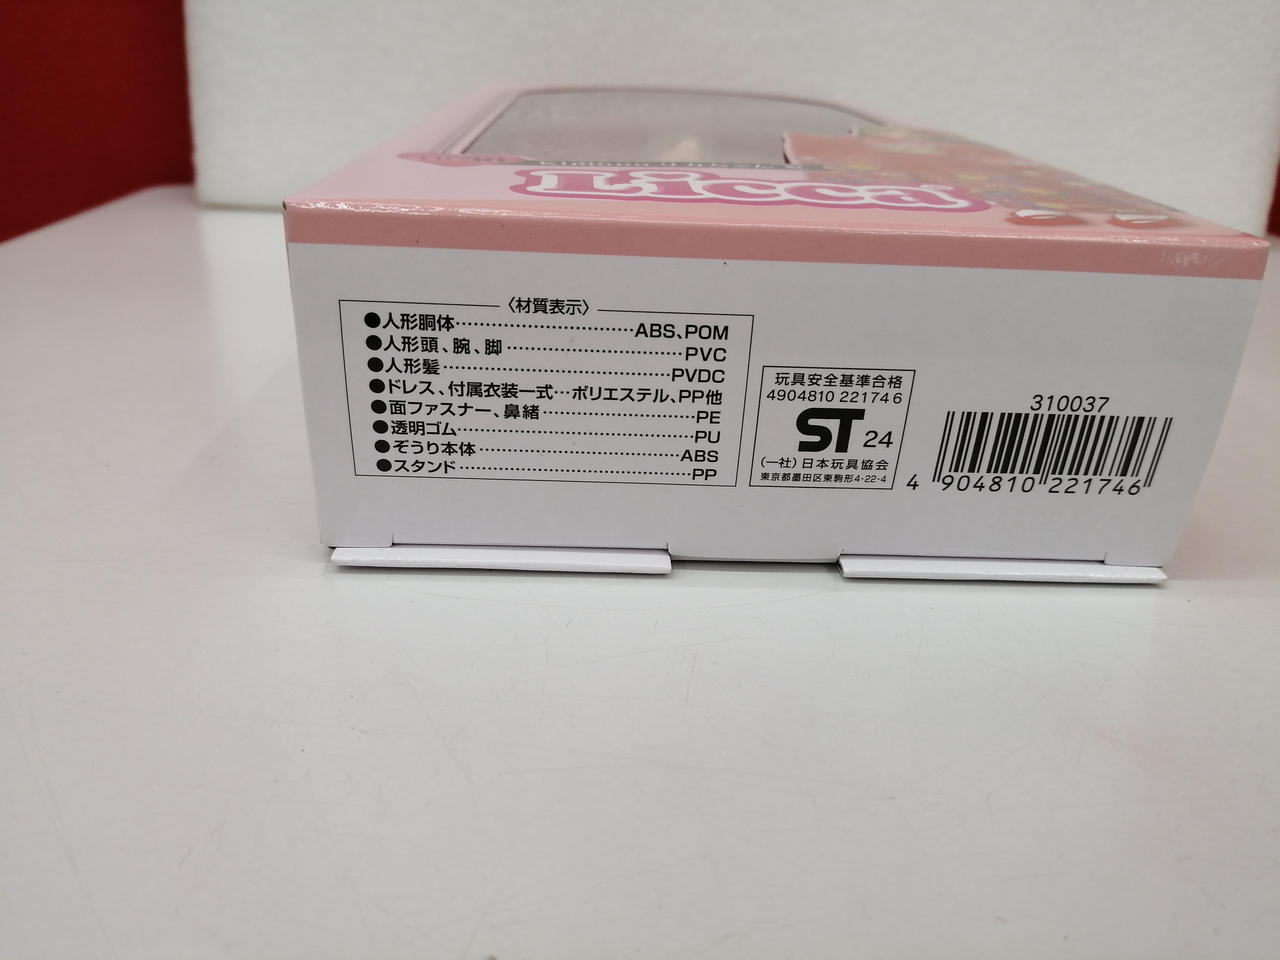 Licca
〈材質表示〉
●人形胴体……………………………ABS、POM
●人形頭、腕、脚……………………………PVC
●人形髪……………………………………PVDC
●ドレス、付属衣装一式…ポリエステル、PP他
●面ファスナー、鼻緒………………………PE
●透明ゴム……………………………………PU
●ぞうり本体…………………………………ABS
●スタンド……………………………………PP
玩具安全基準合格
4904810 221746
ST 24
(一社)日本玩具協会
東京都墨田区東駒形4-22-4
310037
4 904810 221746